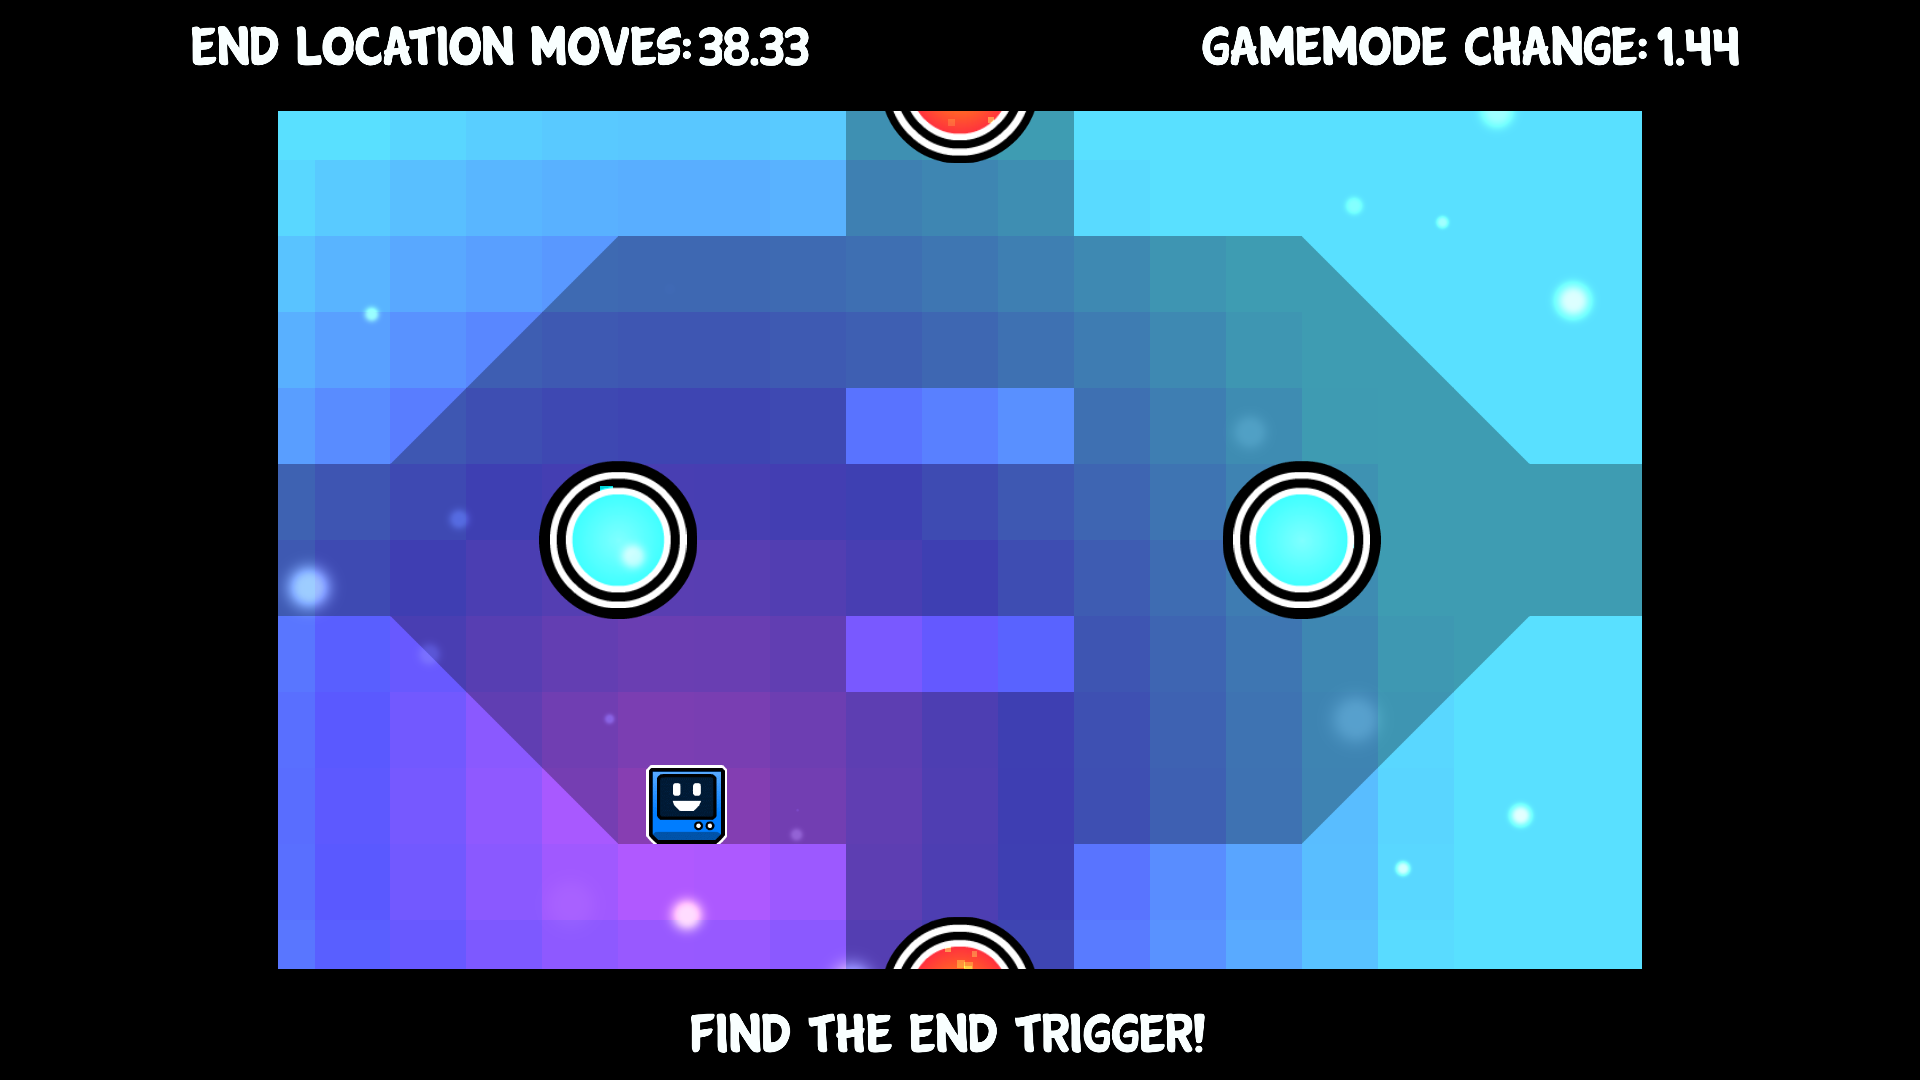 END LOCATION MOVES: 38.33
GAMEMODE CHANGE: 1.44
FIND THE END TRIGGER!